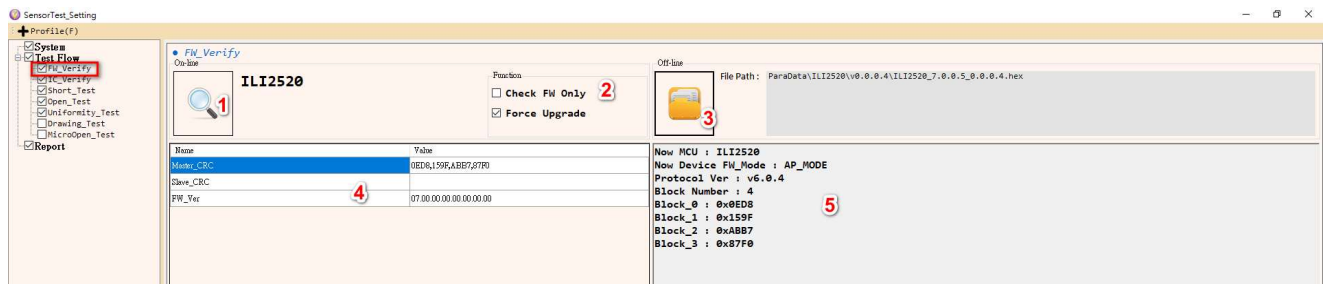 SensorTest_Setting
Profile(F)
System
Test Flow
FW_Verify
IC_Verify
Short_Test
Open_Test
Uniformity_Test
Drawing_Test
MicroOpen_Test
Report
• FW_Verify
On-line
1
ILI2520
Function
Check FW Only
2
Force Upgrade
Off-line
3
File Path : ParaData\ILI2520\v0.0.0.4\ILI2520_7.0.0.5_0.0.0.4.hex
Name Value
Master_CRC 0ED8,159F,ABB7,87F0
Slave_CRC
4
FW_Ver 07.00.00.00.00.00.00.00
Now MCU : ILI2520
Now Device FW_Mode : AP_MODE
Protocol Ver : v6.0.4
Block Number : 4
Block_0 : 0x0ED8
5
Block_1 : 0x159F
Block_2 : 0xABB7
Block_3 : 0x87F0